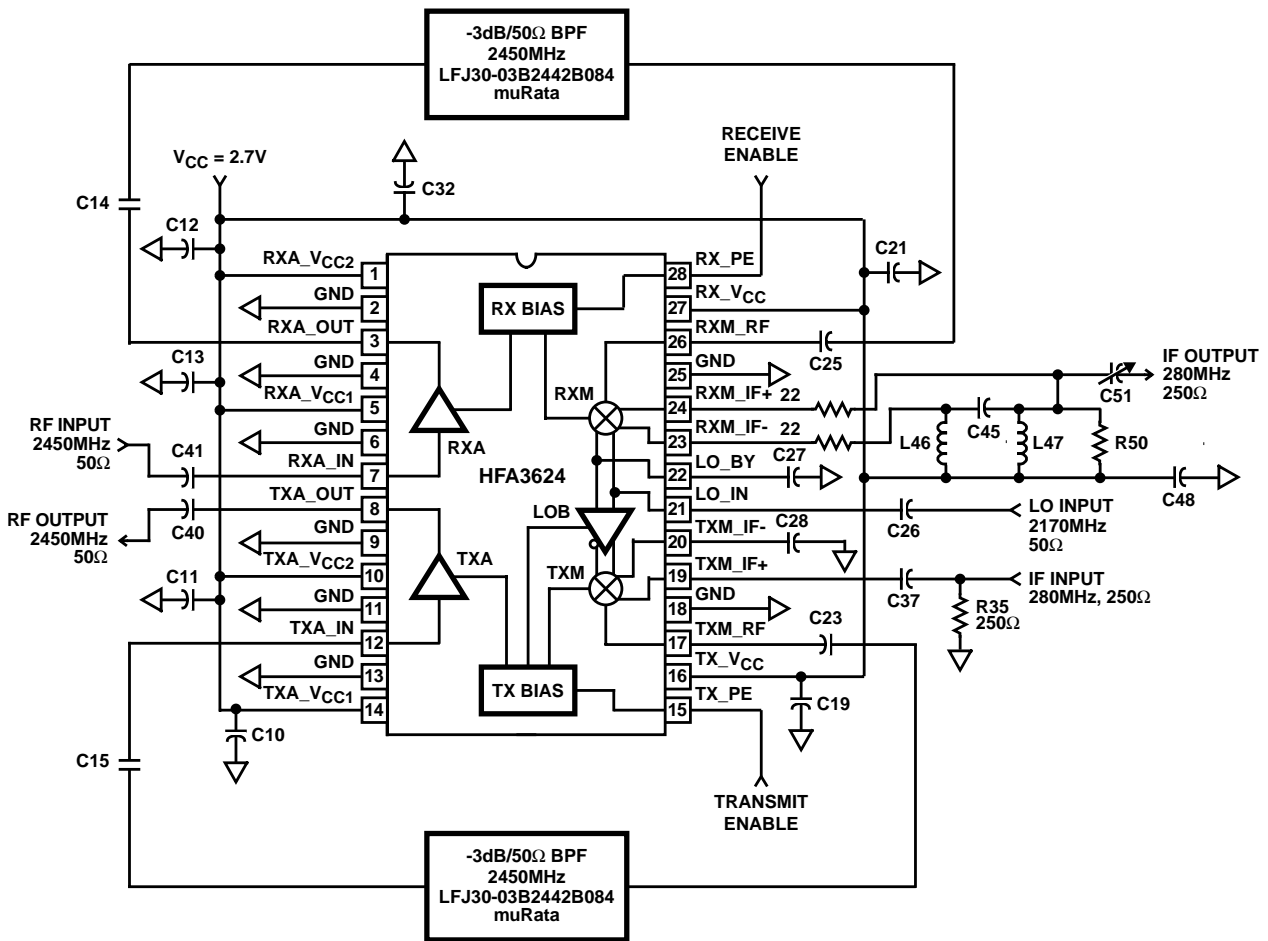 -3dB/50Ω BPF
2450MHz
LFJ30-03B2442B084
muRata
RECEIVE
ENABLE
VCC = 2.7V
C14
C32
C12
C21
RXA_VCC2
1
28
RX_PE
GND
2
RX BIAS
27
RX_VCC
RXA_OUT
3
26
RXM_RF
C25
C13
GND
4
25
GND
RXM
IF OUTPUT
280MHz
250Ω
C51
RXA_VCC1
5
24
RXM_IF+ 22
GND
6
23
RXM_IF- 22
L46
C45
L47
R50
RF INPUT
2450MHz
50Ω
C41
RXA_IN
7
RXA
HFA3624
22
LO_BY
C27
C48
TXA_OUT
8
LOB
21
LO_IN
C26
LO INPUT
2170MHz
50Ω
RF OUTPUT
2450MHz
50Ω
C40
GND
9
20
TXM_IF-
C28
TXA_VCC2
10
TXA
TXM
19
TXM_IF+
C37
IF INPUT
280MHz, 250Ω
R35
250Ω
C11
GND
11
18
GND
TXA_IN
12
17
TXM_RF
C23
GND
13
TX BIAS
16
TX_VCC
C19
TXA_VCC1
14
15
TX_PE
C10
C15
TRANSMIT
ENABLE
-3dB/50Ω BPF
2450MHz
LFJ30-03B2442B084
muRata